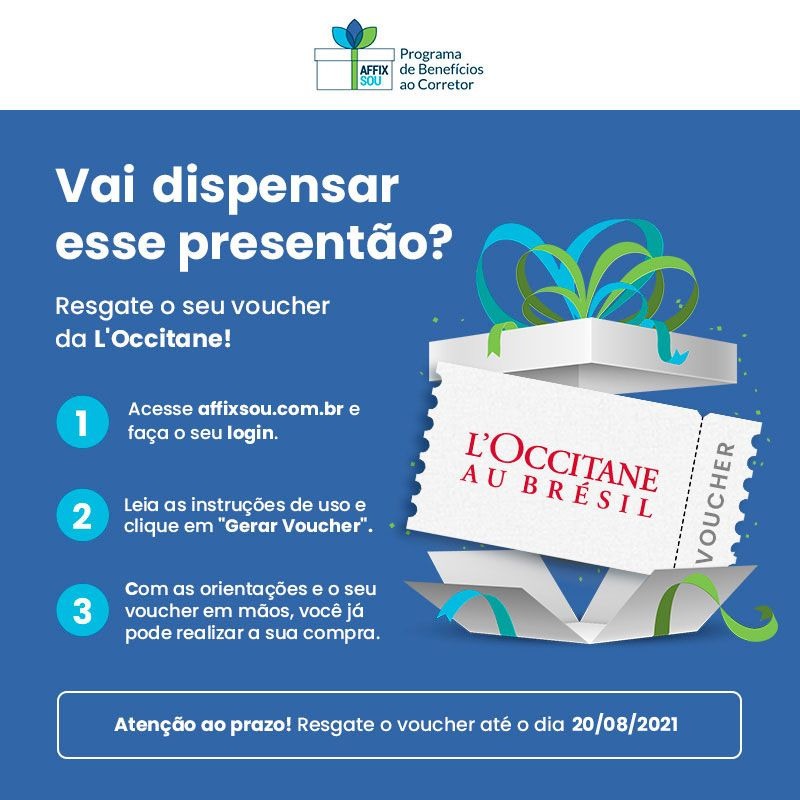 AFFIX
SOU
Programa
de Benefícios
ao Corretor
Vai dispensar
esse presentão?
Resgate o seu voucher
da L'Occitane!
1
Acesse affixsou.com.br e
faça o seu login.
2
Leia as instruções de uso e
clique em "Gerar Voucher".
3
Com as orientações e o seu
voucher em mãos, você já
pode realizar a sua compra.
L'OCCITANE
AU BRÉSIL
VOUCHER
Atenção ao prazo! Resgate o voucher até o dia 20/08/2021